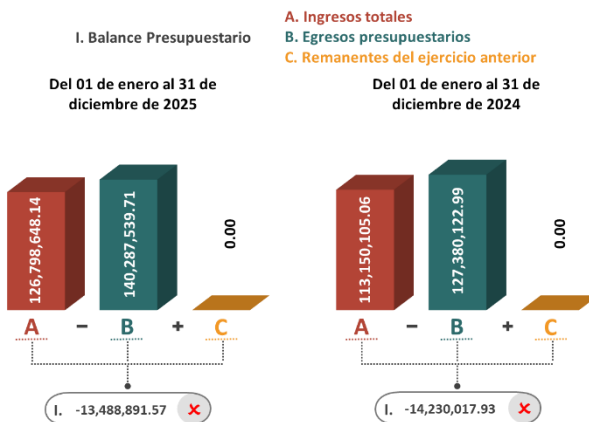 I. Balance Presupuestario
A. Ingresos totales
B. Egresos presupuestarios
C. Remanentes del ejercicio anterior
Del 01 de enero al 31 de
diciembre de 2025
126,798,648.14
140,287,539.71
0.00
A – B + C
I. -13,488,891.57 ✘
Del 01 de enero al 31 de
diciembre de 2024
113,150,105.06
127,380,122.99
0.00
A – B + C
I. -14,230,017.93 ✘